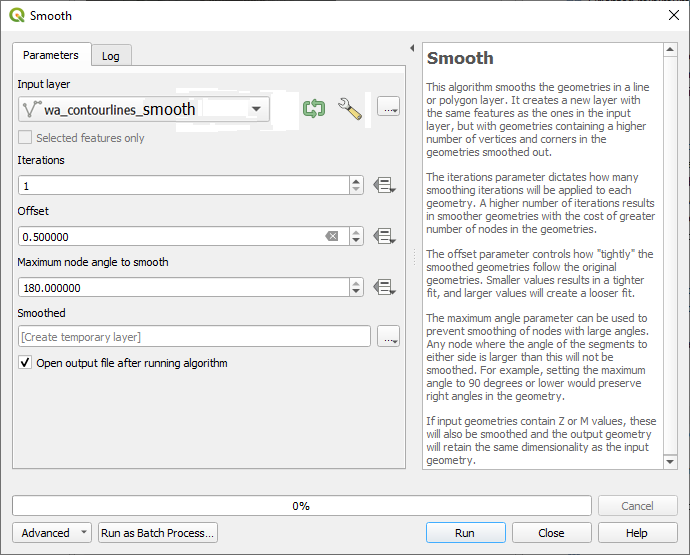 Smooth
Parameters
Log
Input layer
wa_contourlines_smooth
...
Selected features only
Iterations
1
Offset
0.500000
Maximum node angle to smooth
180.000000
Smoothed
[Create temporary layer]
...
Open output file after running algorithm
Smooth
This algorithm smooths the geometries in a line
or polygon layer. It creates a new layer with
the same features as the ones in the input
layer, but with geometries containing a higher
number of vertices and corners in the
geometries smoothed out.
The iterations parameter dictates how many
smoothing iterations will be applied to each
geometry. A higher number of iterations results
in smoother geometries with the cost of greater
number of nodes in the geometries.
The offset parameter controls how "tightly" the
smoothed geometries follow the original
geometries. Smaller values results in a tighter
fit, and larger values will create a looser fit.
The maximum angle parameter can be used to
prevent smoothing of nodes with large angles.
Any node where the angle of the segments to
either side is larger than this will not be
smoothed. For example, setting the maximum
angle to 90 degrees or lower would preserve
right angles in the geometry.
If input geometries contain Z or M values, these
will also be smoothed and the output geometry
will retain the same dimensionality as the input
geometry.
0%
Cancel
Advanced
Run as Batch Process...
Run
Close
Help